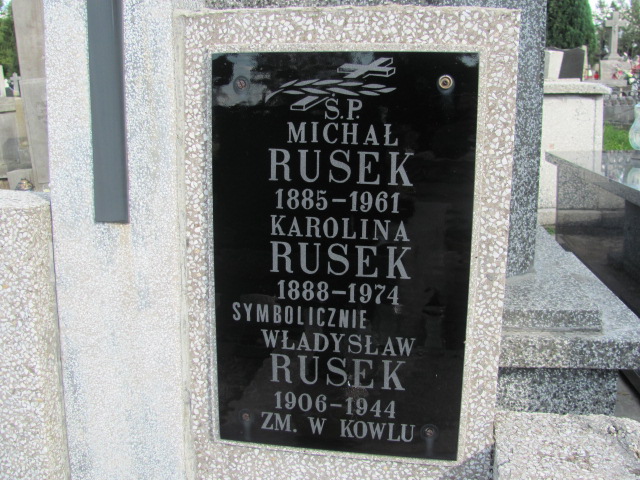 Ś.P.
MICHAŁ
RUSEK
1885-1961
KAROLINA
RUSEK
1888-1974
SYMBOLICZNIE
WŁADYSŁAW
RUSEK
1906-1944
ZM. W KOWLU